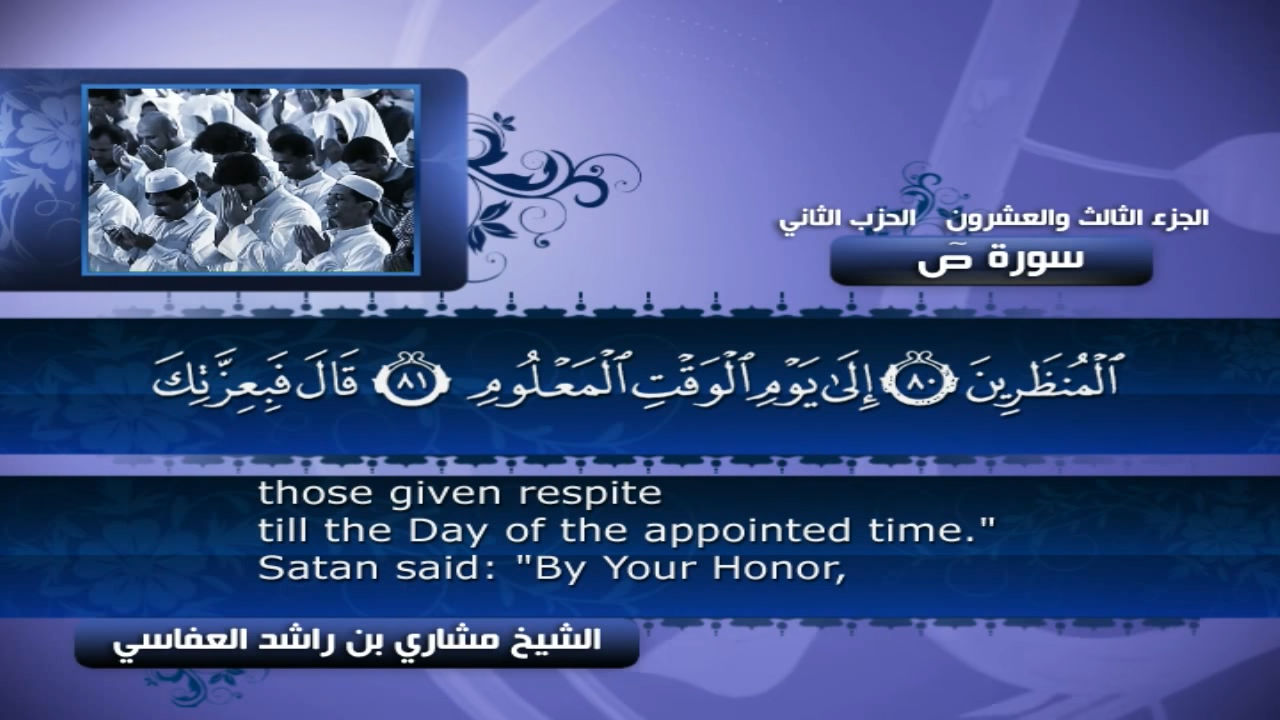 الجزء الثالث والعشرون الحزب الثاني
سورة صٓ
ٱلْمُنظَرِينَ ٨٠ إِلَىٰ يَوْمِ ٱلْوَقْتِ ٱلْمَعْلُومِ ٨١ قَالَ فَبِعِزَّتِكَ
those given respite
till the Day of the appointed time."
Satan said: "By Your Honor,
الشيخ مشاري بن راشد العفاسي